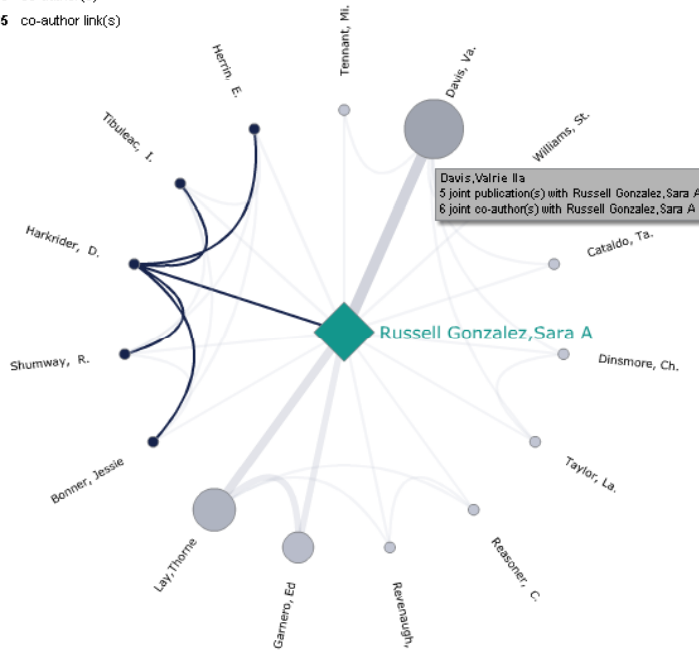 5 co-author link(s)
Tennant, Mi.
Herrin, E.
Davis, Va.
Tibuleac, I.
Williams, St.
Davis,Valrie Ila
5 joint publication(s) with Russell Gonzalez,Sara A
6 joint co-author(s) with Russell Gonzalez,Sara A
Harkrider, D.
Cataldo, Ta.
Russell Gonzalez,Sara A
Shumway, R.
Dinsmore, Ch.
Bonner, Jessie
Taylor, La.
Lay,Thorne
Reasoner, C.
Garnero, Ed
Revenaugh,